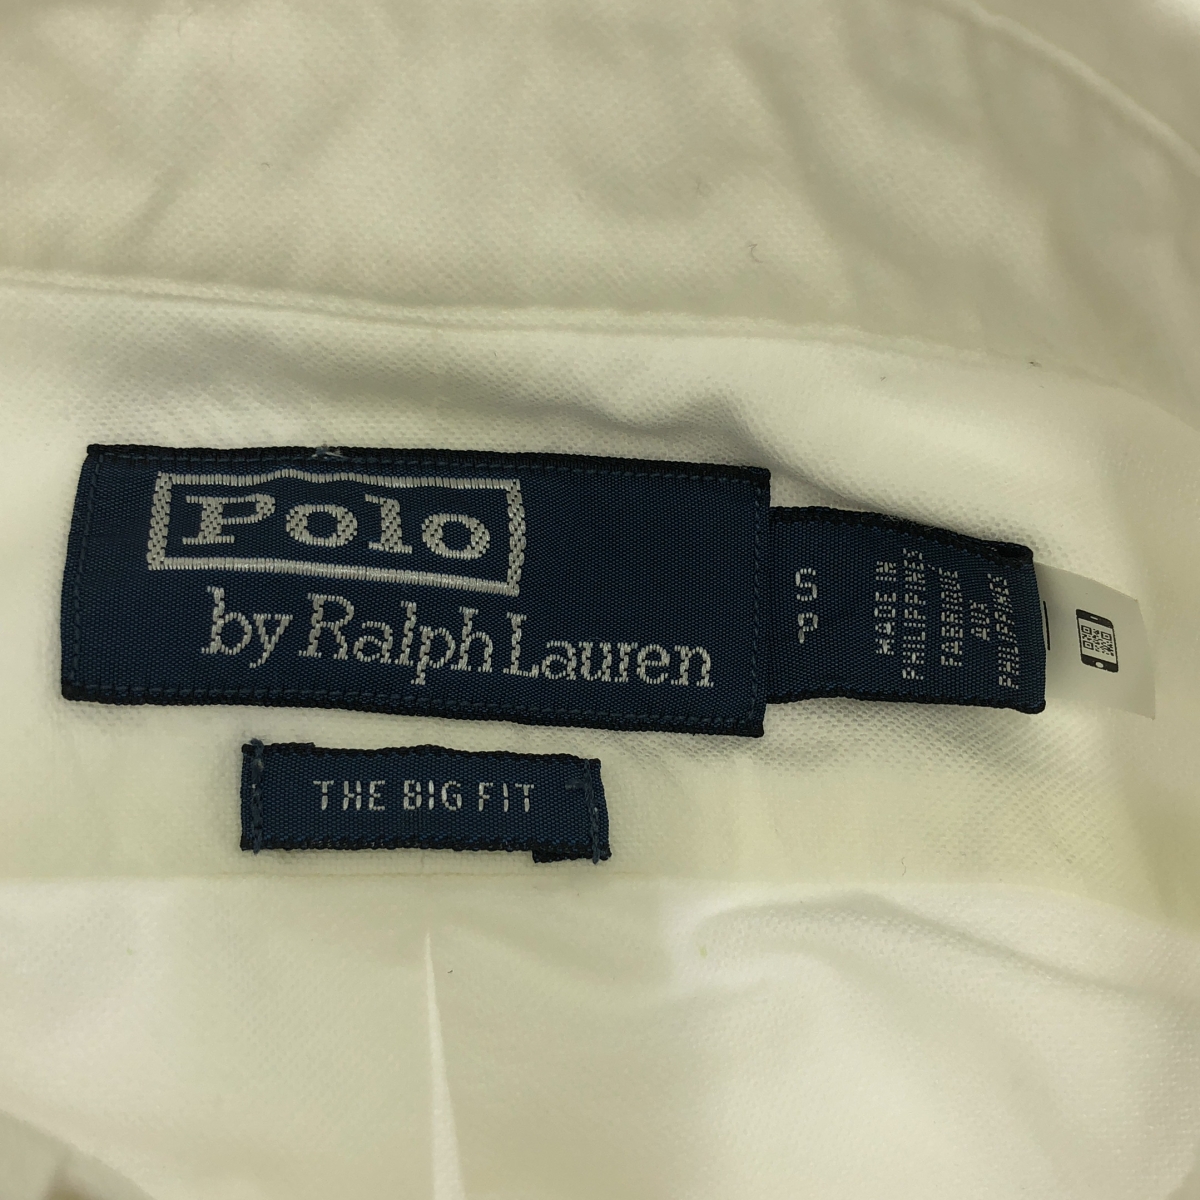 Polo
by Ralph Lauren
S
P
MADE IN
PHILIPPINES
FABRIQUE
AUX
PHILIPPINES
THE BIG FIT